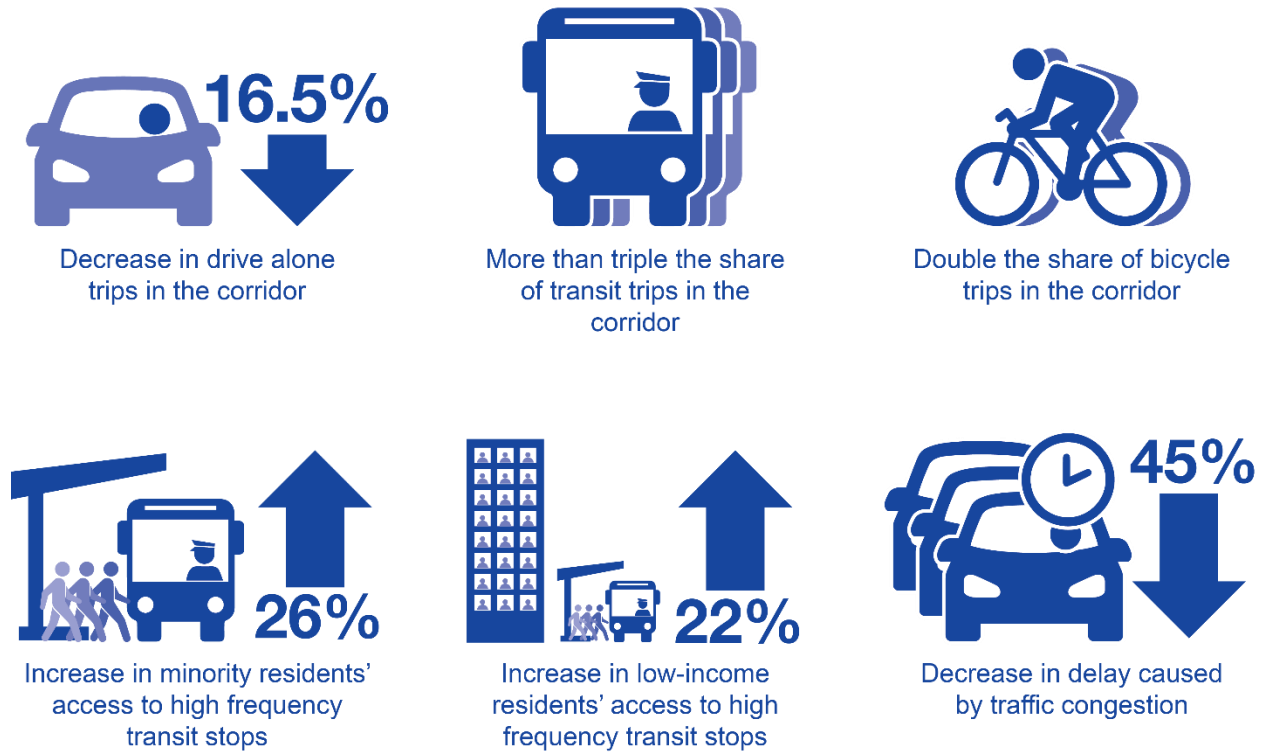 16.5%
Decrease in drive alone
trips in the corridor
More than triple the share
of transit trips in the
corridor
Double the share of bicycle
trips in the corridor
26%
Increase in minority residents’
access to high frequency
transit stops
22%
Increase in low-income
residents’ access to high
frequency transit stops
45%
Decrease in delay caused
by traffic congestion